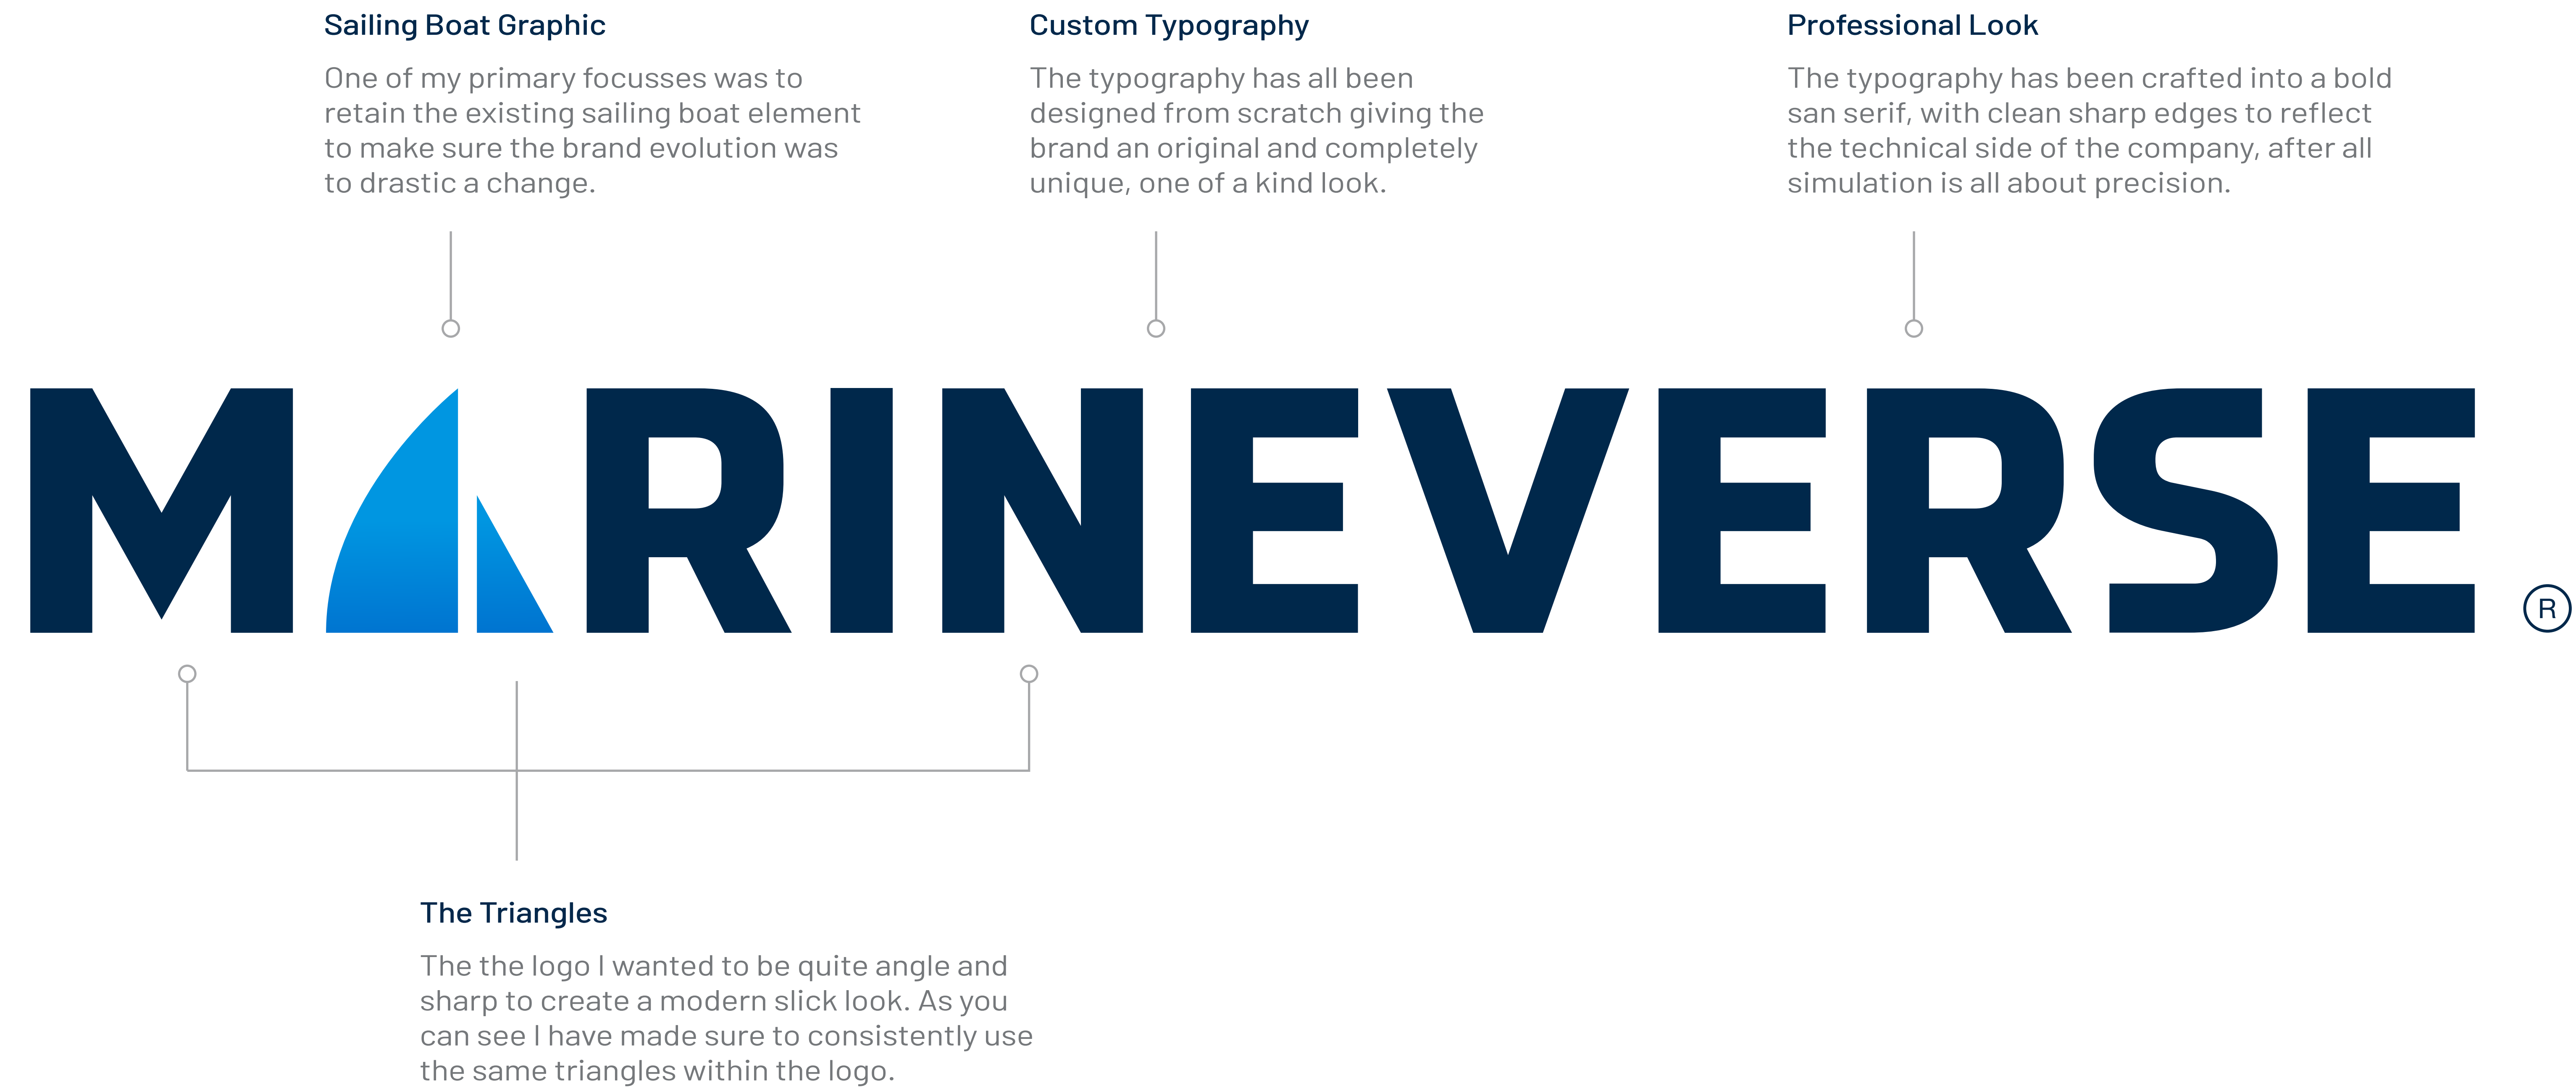 Sailing Boat Graphic
One of my primary focusses was to
retain the existing sailing boat element
to make sure the brand evolution was
to drastic a change.
Custom Typography
The typography has all been
designed from scratch giving the
brand an original and completely
unique, one of a kind look.
Professional Look
The typography has been crafted into a bold
san serif, with clean sharp edges to reflect
the technical side of the company, after all
simulation is all about precision.
MARINEVERSE ®
The Triangles
The the logo I wanted to be quite angle and
sharp to create a modern slick look. As you
can see I have made sure to consistently use
the same triangles within the logo.